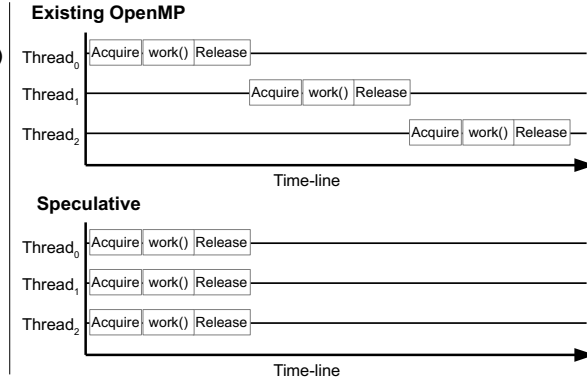 Existing OpenMP
)
Thread0 Acquire work() Release
Thread1 Acquire work() Release
Thread2 Acquire work() Release
Time-line
Speculative
Thread0 Acquire work() Release
Thread1 Acquire work() Release
Thread2 Acquire work() Release
Time-line